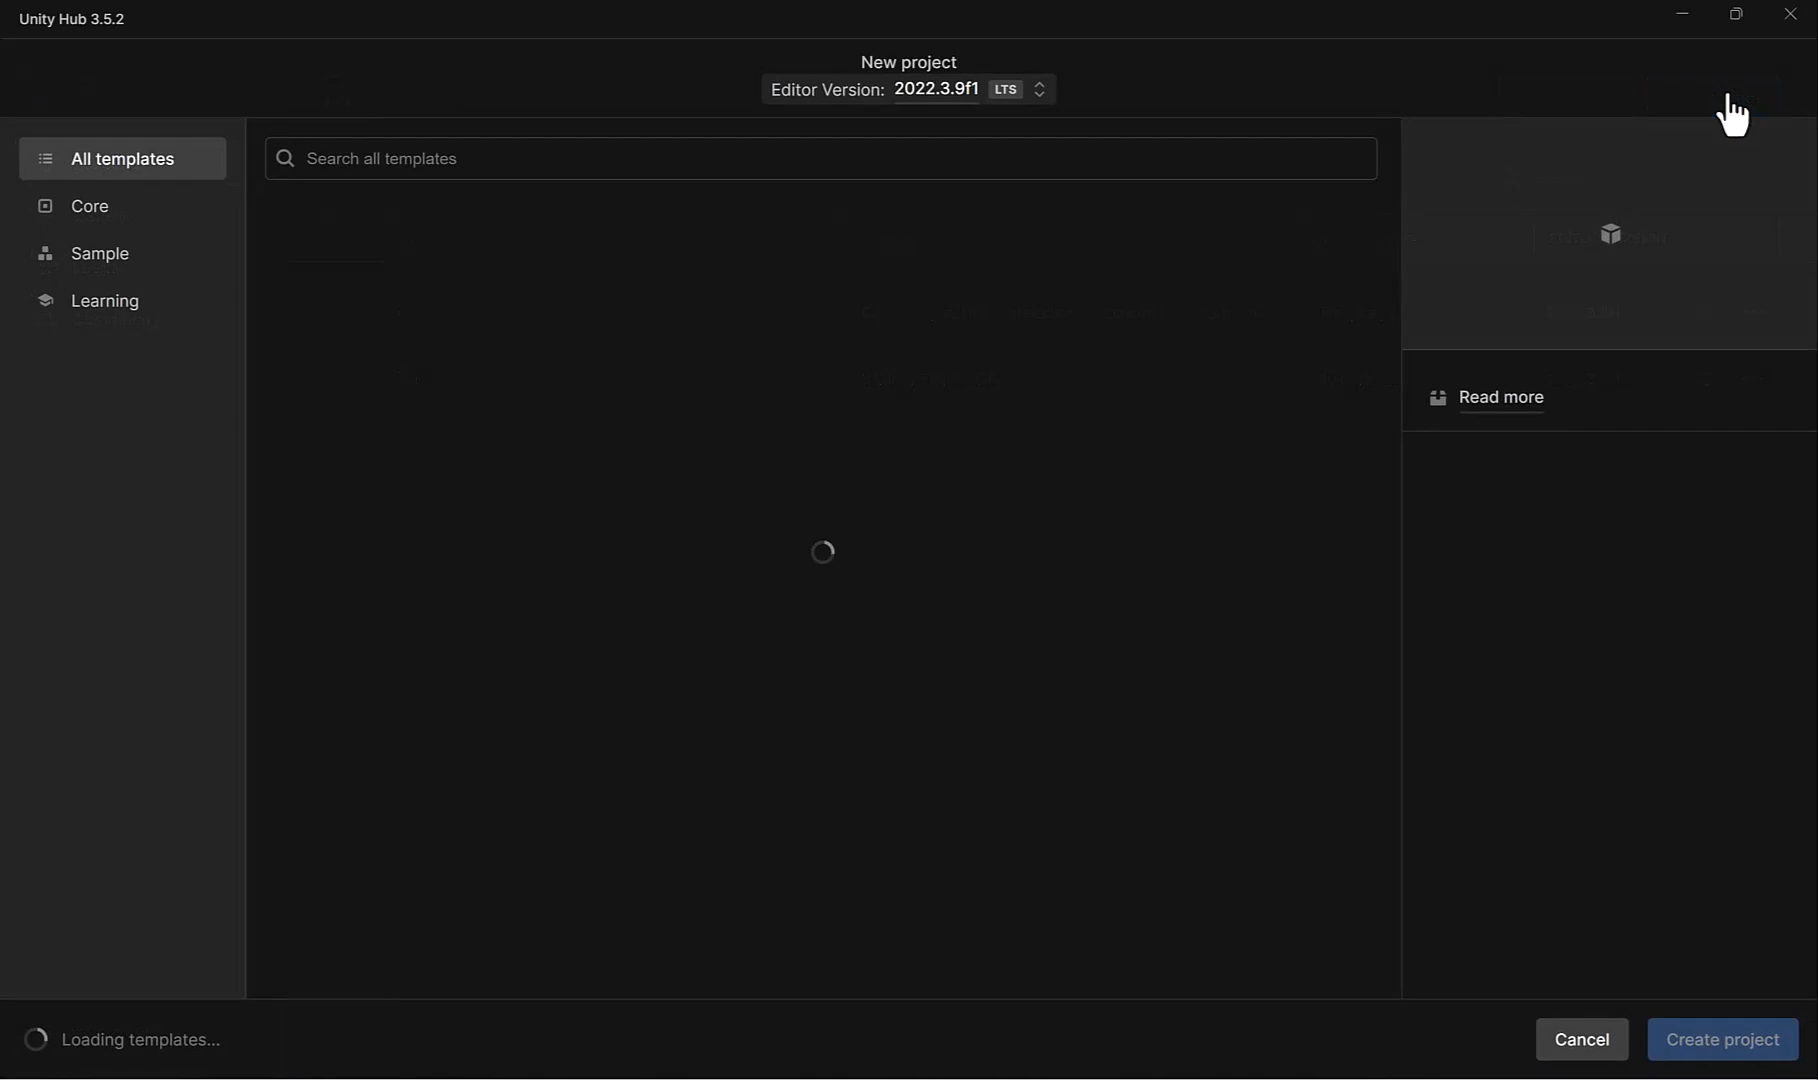 Unity Hub 3.5.2
New project
Editor Version: 2022.3.9f1 LTS
All templates
Core
Sample
Learning
Search all templates
Read more
Loading templates...
Cancel
Create project